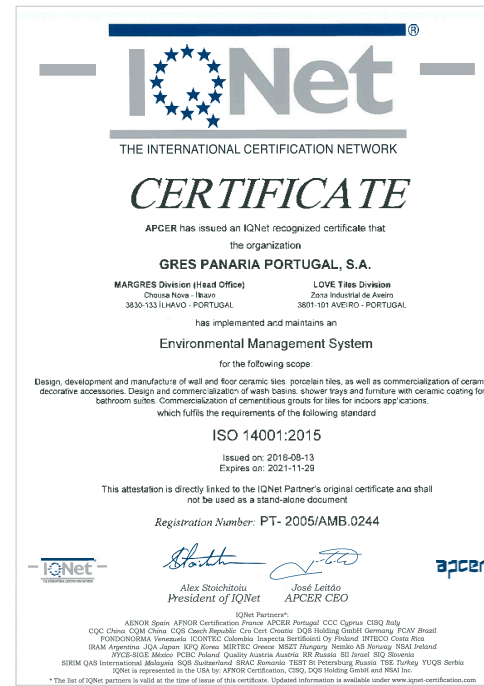 IQNet®
THE INTERNATIONAL CERTIFICATION NETWORK
CERTIFICATE
APCER has issued an IQNet recognized certificate that
the organization
GRES PANARIA PORTUGAL, S.A.
MARGRES Division (Head Office)
Chousa Nova - Ílhavo
3830-133 ÍLHAVO - PORTUGAL
LOVE Tiles Division
Zona Industrial de Aveiro
3801-101 AVEIRO - PORTUGAL
has implemented and maintains an
Environmental Management System
for the following scope:
Design, development and manufacture of wall and floor ceramic tiles, porcelain tiles, as well as commercialization of ceram
decorative accessories. Design and commercialization of wash basins, shower trays and furniture with ceramic coating for
bathroom suites. Commercialization of cementitious grouts for tiles for indoors applications.
which fulfils the requirements of the following standard
ISO 14001:2015
Issued on: 2018-08-13
Expires on: 2021-11-29
This attestation is directly linked to the IQNet Partner's original certificate and shall
not be used as a stand-alone document
Registration Number: PT- 2005/AMB.0244
IQNet
apcer
Alex Stoichitoiu
President of IQNet
José Leitão
APCER CEO
IQNet Partners*:
AENOR Spain AFNOR Certification France APCER Portugal CCC Cyprus CISQ Italy
CQC China CQM China CQS Czech Republic Cro Cert Croatia DQS Holding GmbH Germany FCAV Brazil
FONDONORMA Venezuela ICONTEC Colombia Inspecta Sertifiointi Oy Finland INTECO Costa Rica
IRAM Argentina JQA Japan KFQ Korea MIRTEC Greece MSZT Hungary Nemko AS Norway NSAI Ireland
NYCE-SIGE México PCBC Poland Quality Austria Austria RR Russia SII Israel SIQ Slovenia
SIRIM QAS International Malaysia SQS Switzerland SRAC Romania TEST St Petersburg Russia TSE Turkey YUQS Serbia
IQNet is represented in the USA by: AFNOR Certification, CISQ, DQS Holding GmbH and NSAI Inc.
* The list of IQNet partners is valid at the time of issue of this certificate. Updated information is available under www.iqnet-certification.com